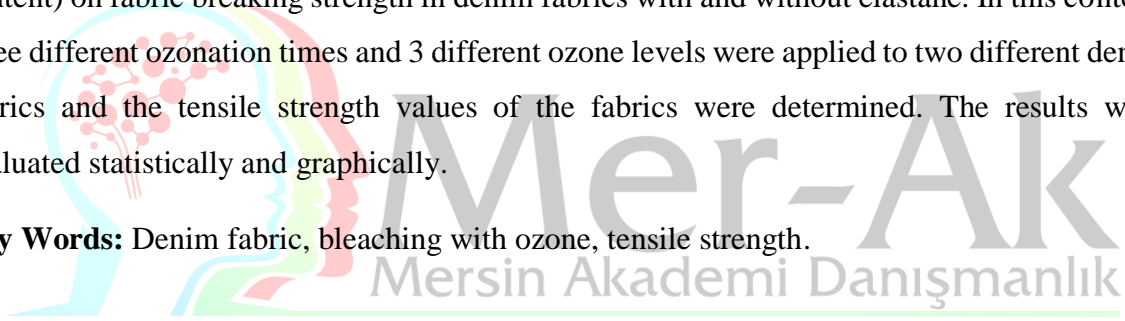 tent) on fabric breaking strength in denim fabrics with and without elastane. In this conte
ee different ozonation times and 3 different ozone levels were applied to two different den
rics and the tensile strength values of the fabrics were determined. The results w
luated statistically and graphically.
y Words: Denim fabric, bleaching with ozone, tensile strength.
Mer-Ak
Mersin Akademi Danışmanlık